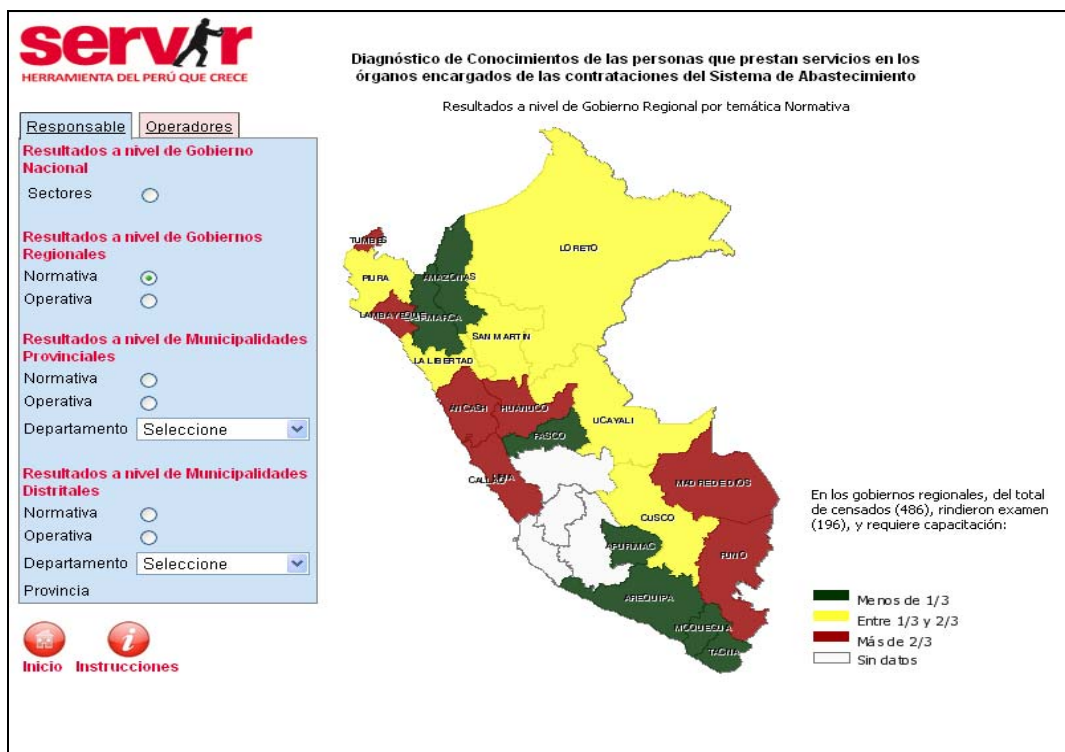 servir
HERRAMIENTA DEL PERÚ QUE CRECE
Diagnóstico de Conocimientos de las personas que prestan servicios en los
órganos encargados de las contrataciones del Sistema de Abastecimiento
Resultados a nivel de Gobierno Regional por temática Normativa
Responsable
Operadores
Resultados a nivel de Gobierno
Nacional
Sectores
Resultados a nivel de Gobiernos
Regionales
Normativa
Operativa
Resultados a nivel de Municipalidades
Provinciales
Normativa
Operativa
Departamento Seleccione
Resultados a nivel de Municipalidades
Distritales
Normativa
Operativa
Departamento Seleccione
Provincia
Inicio
Instrucciones
TUMBES
LORETO
PIURA
AMAZONAS
LAMBAYEQUE
CAJAMARCA
SAN MARTIN
LA LIBERTAD
ANCASH
HUANUCO
UCAYALI
PASCO
CALLAO
LIMA
MADRE DE DIOS
CUSCO
APURIMAC
PUNO
AREQUIPA
MOQUEGUA
TACNA
En los gobiernos regionales, del total
de censados (486), rindieron examen
(196), y requiere capacitación:
Menos de 1/3
Entre 1/3 y 2/3
Más de 2/3
Sin datos